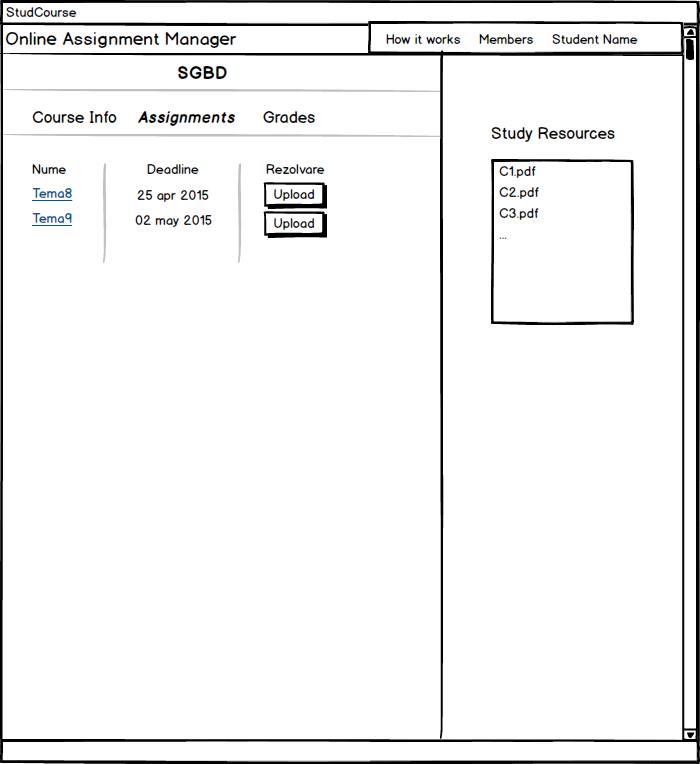 StudCourse
Online Assignment Manager
How it works Members Student Name
SGBD
Course Info Assignments Grades
Nume Deadline Rezolvare
Tema8 25 apr 2015 Upload
Tema9 02 may 2015 Upload
Study Resources
C1.pdf
C2.pdf
C3.pdf
...